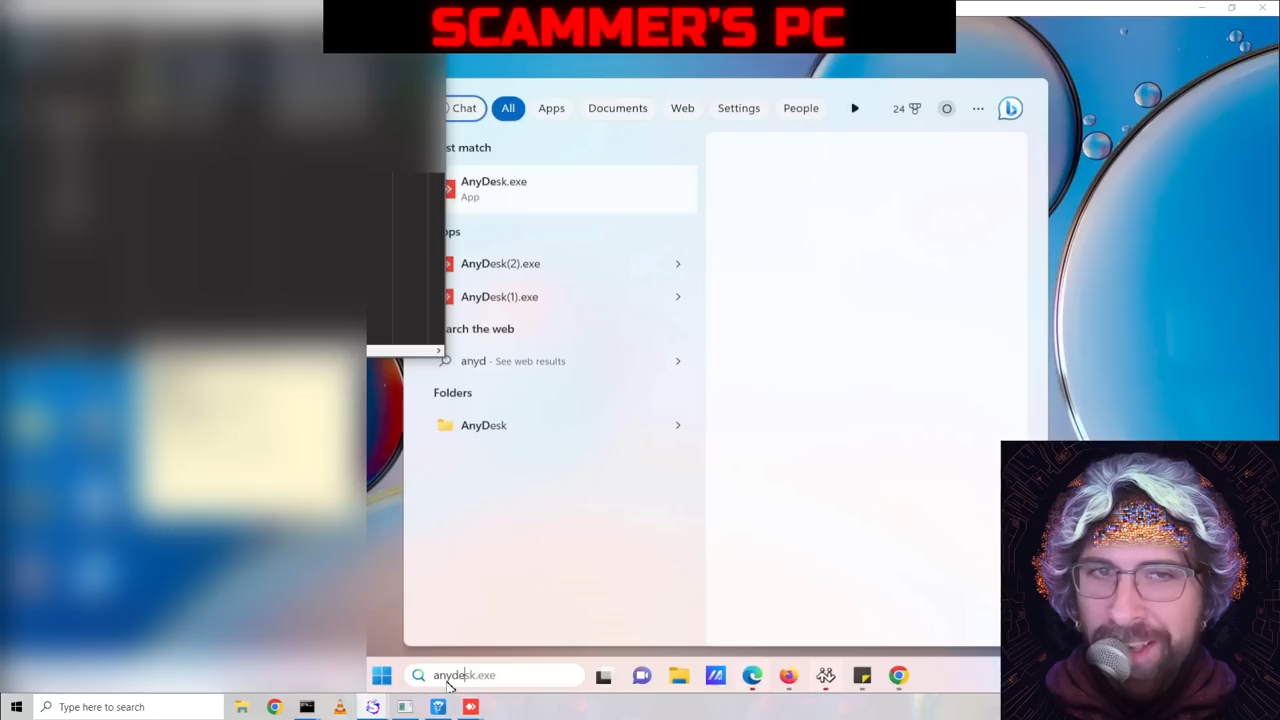 SCAMMER'S PC
Chat
All
Apps
Documents
Web
Settings
People
24
O
st match
AnyDesk.exe
App
ps
AnyDesk(2).exe
AnyDesk(1).exe
arch the web
anyd - See web results
Folders
AnyDesk
anydesk.exe
Type here to search